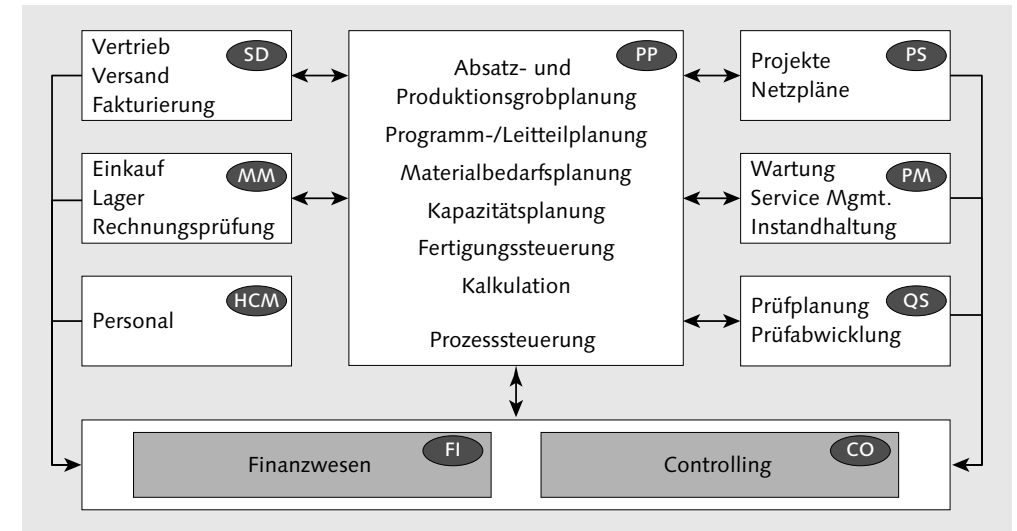 Vertrieb
Versand
Fakturierung
SD
Einkauf
Lager
Rechnungsprüfung
MM
Personal
HCM
PP
Absatz- und
Produktionsgrobplanung
Programm-/Leitteilplanung
Materialbedarfsplanung
Kapazitätsplanung
Fertigungssteuerung
Kalkulation
Prozesssteuerung
Projekte
Netzpläne
PS
Wartung
Service Mgmt.
Instandhaltung
PM
Prüfplanung
Prüfabwicklung
QS
Finanzwesen
FI
Controlling
CO